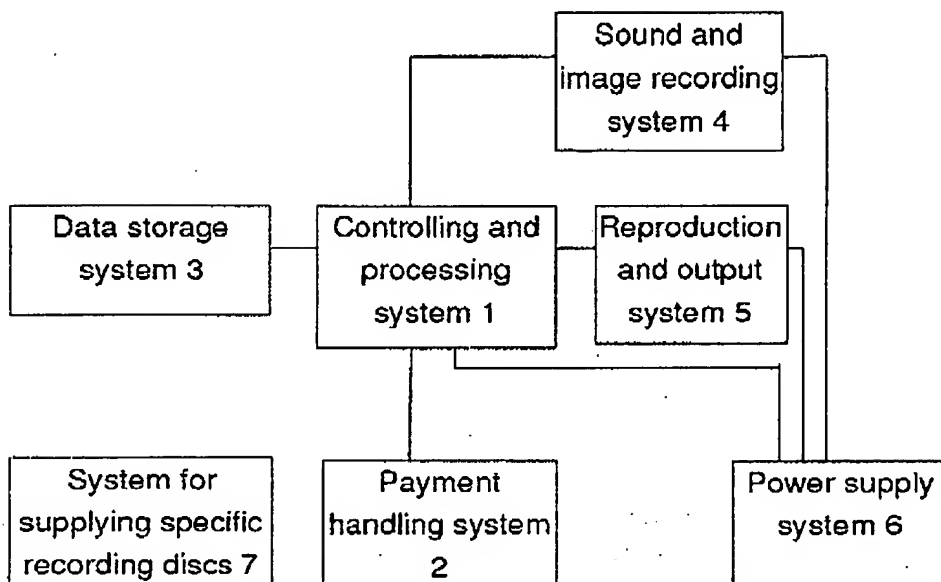 Sound and
image recording
system 4
Data storage
system 3
Controlling and
processing
system 1
Reproduction
and output
system 5
System for
supplying specific
recording discs 7
Payment
handling system
2
Power supply
system 6